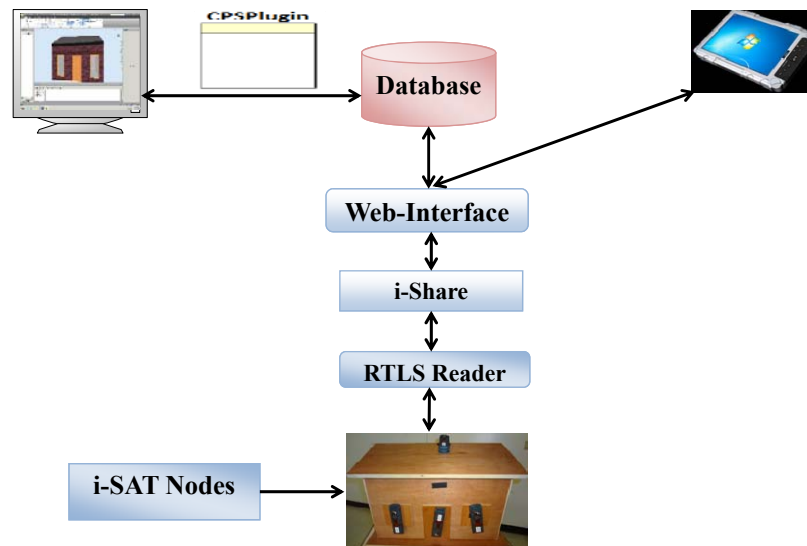 CPSPlugin
Database
Web-Interface
i-Share
RTLS Reader
i-SAT Nodes